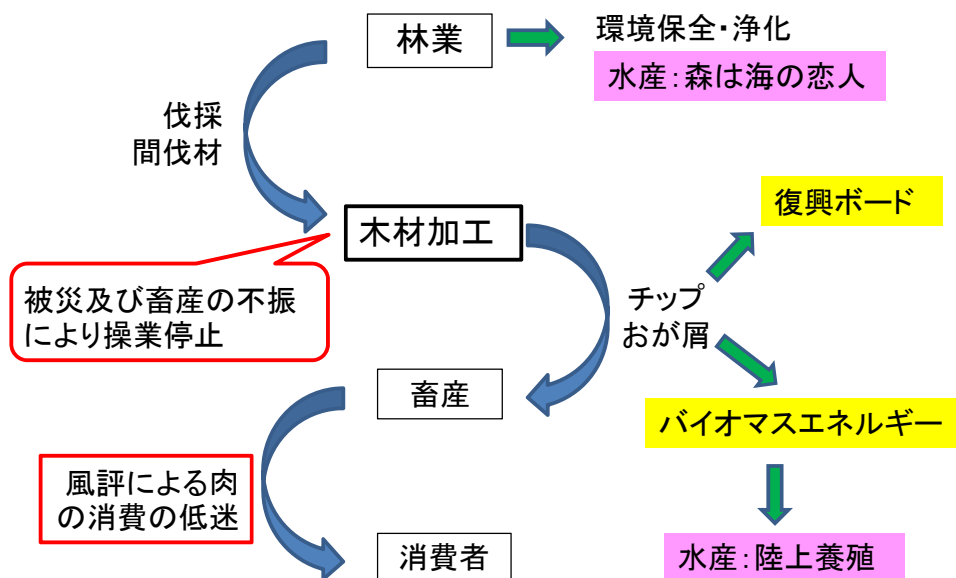 林業
環境保全・浄化
水産：森は海の恋人
伐採
間伐材
復興ボード
木材加工
被災及び畜産の不振
により操業停止
チップ
おが屑
畜産
バイオマスエネルギー
風評による肉
の消費の低迷
消費者
水産：陸上養殖